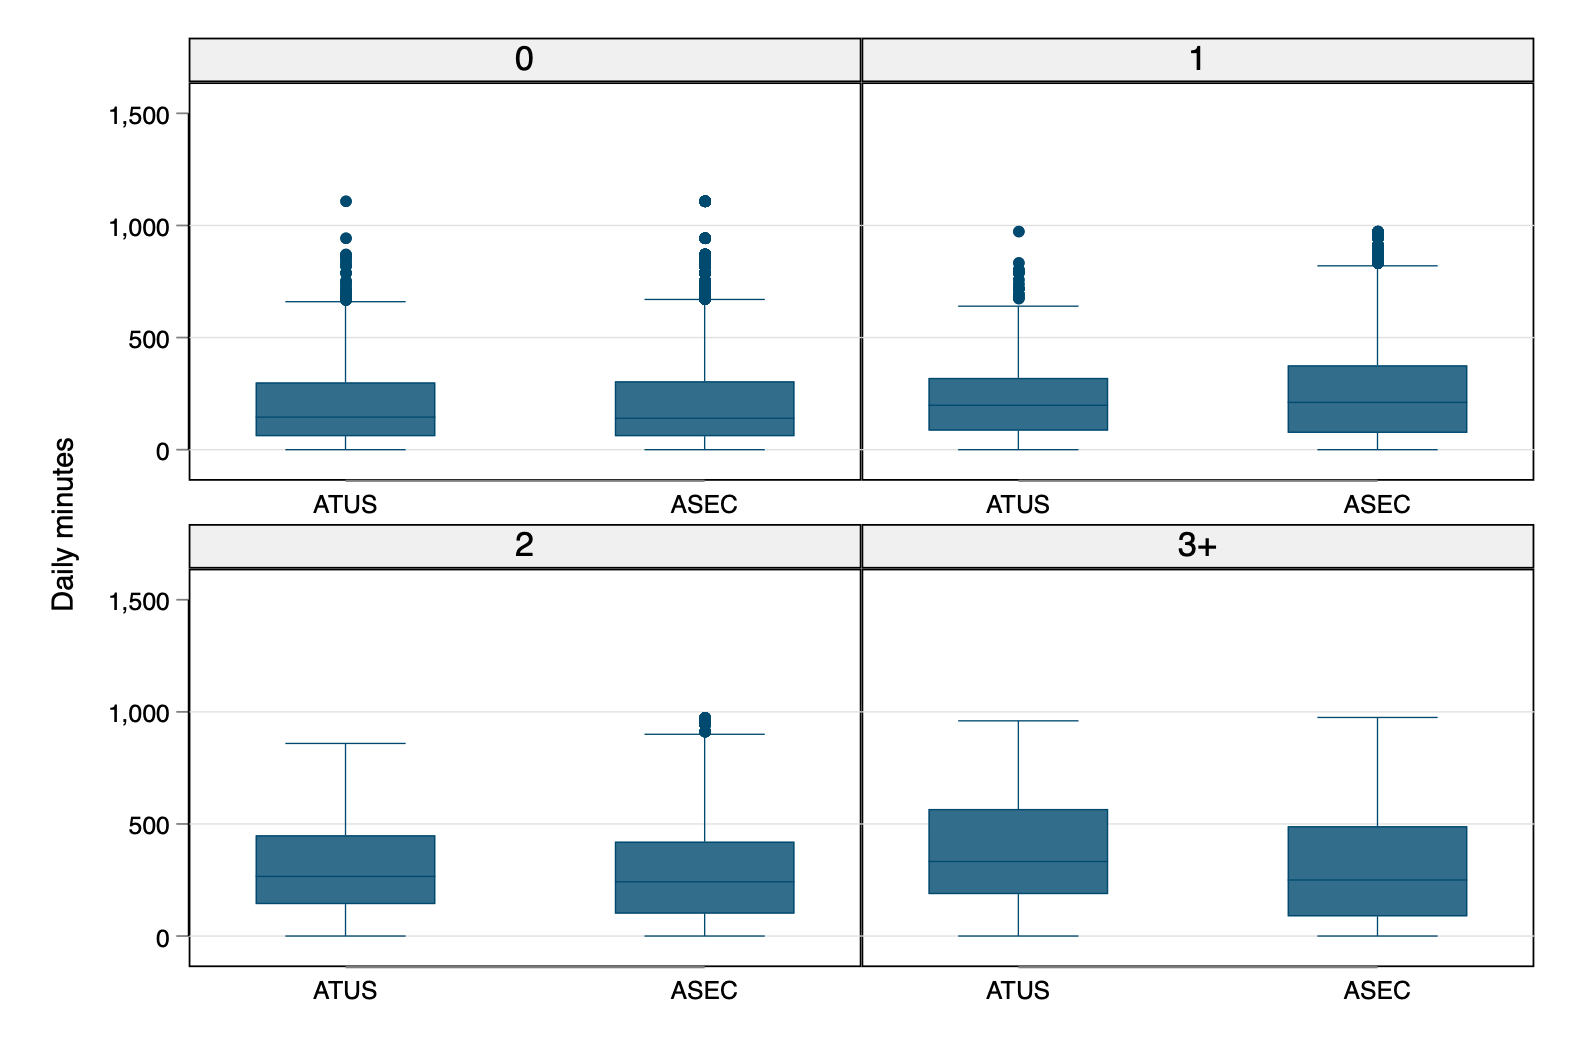 0
1
1,500
1,000
500
0
ATUS
ASEC
ATUS
ASEC
Daily minutes
2
3+
1,500
1,000
500
0
ATUS
ASEC
ATUS
ASEC